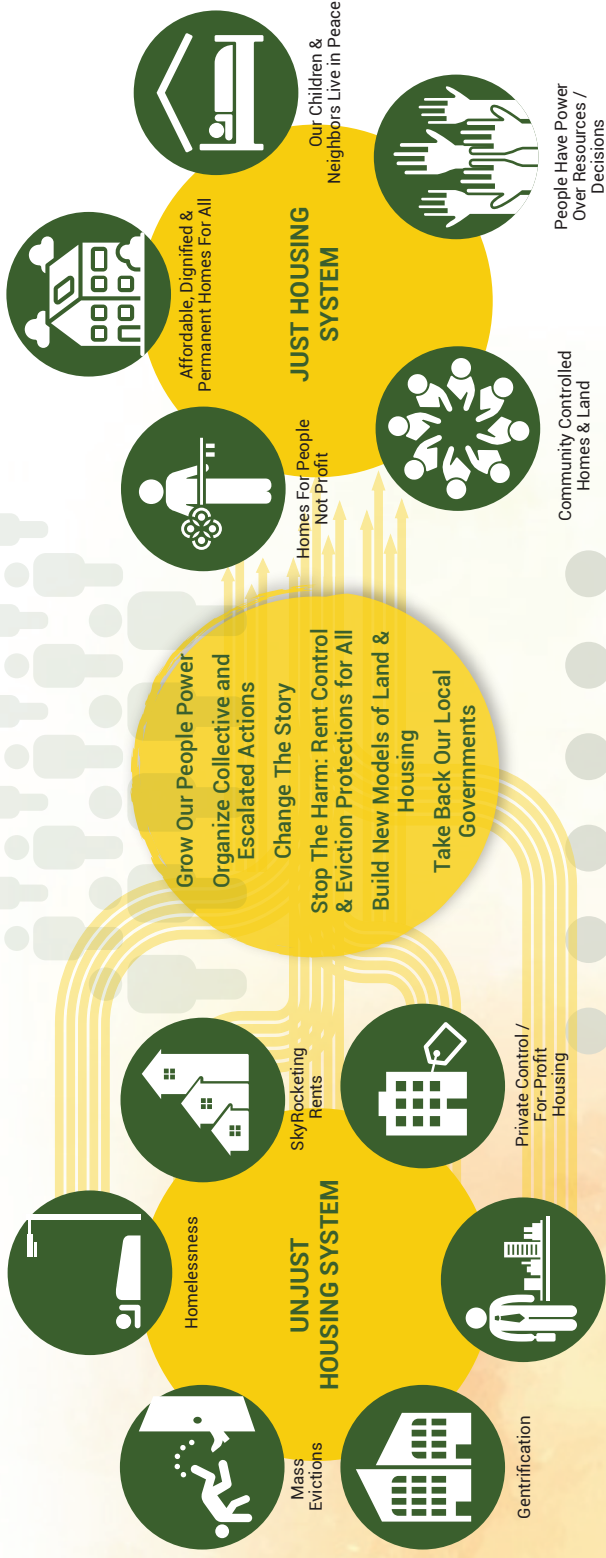 UNJUST
HOUSING SYSTEM
Homelessness
SkyRocketing
Rents
Mass
Evictions
Private Control /
For-Profit
Housing
Gentrification
Grow Our People Power
Organize Collective and
Escalated Actions
Change The Story
Stop The Harm: Rent Control
& Eviction Protections for All
Build New Models of Land &
Housing
Take Back Our Local
Governments
JUST HOUSING
SYSTEM
Homes For People
Not Profit
Affordable, Dignified &
Permanent Homes For All
Our Children &
Neighbors Live in Peace
Community Controlled
Homes & Land
People Have Power
Over Resources /
Decisions